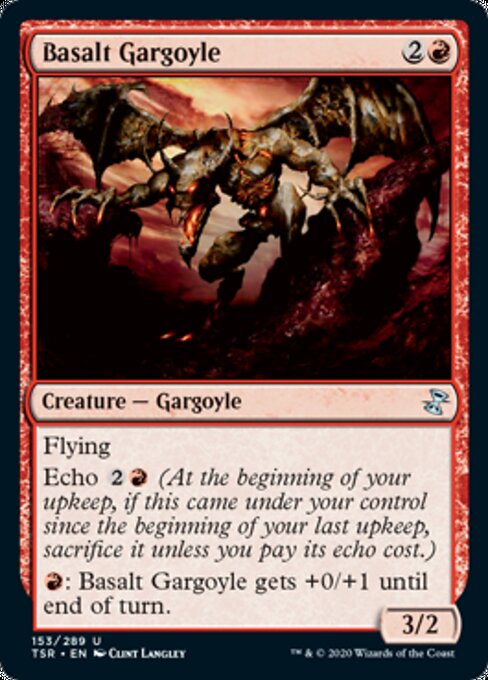 Basalt Gargoyle 2
Creature — Gargoyle
Flying
Echo 2 (At the beginning of your
upkeep, if this came under your control
since the beginning of your last upkeep,
sacrifice it unless you pay its echo cost.)
: Basalt Gargoyle gets +0/+1 until
end of turn.
3/2
153/289 U
TSR • EN Clint Langley ™ & © 2020 Wizards of the Coast